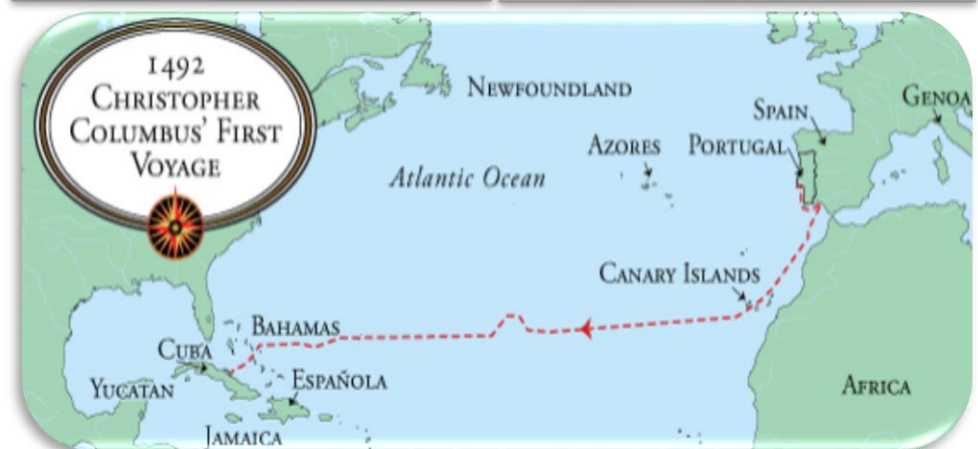 1492
CHRISTOPHER
COLUMBUS' FIRST
VOYAGE
NEWFOUNDLAND
SPAIN
GENOA
AZORES
PORTUGAL
Atlantic Ocean
CANARY ISLANDS
BAHAMAS
CUBA
YUCATAN
ESPAÑOLA
AFRICA
JAMAICA